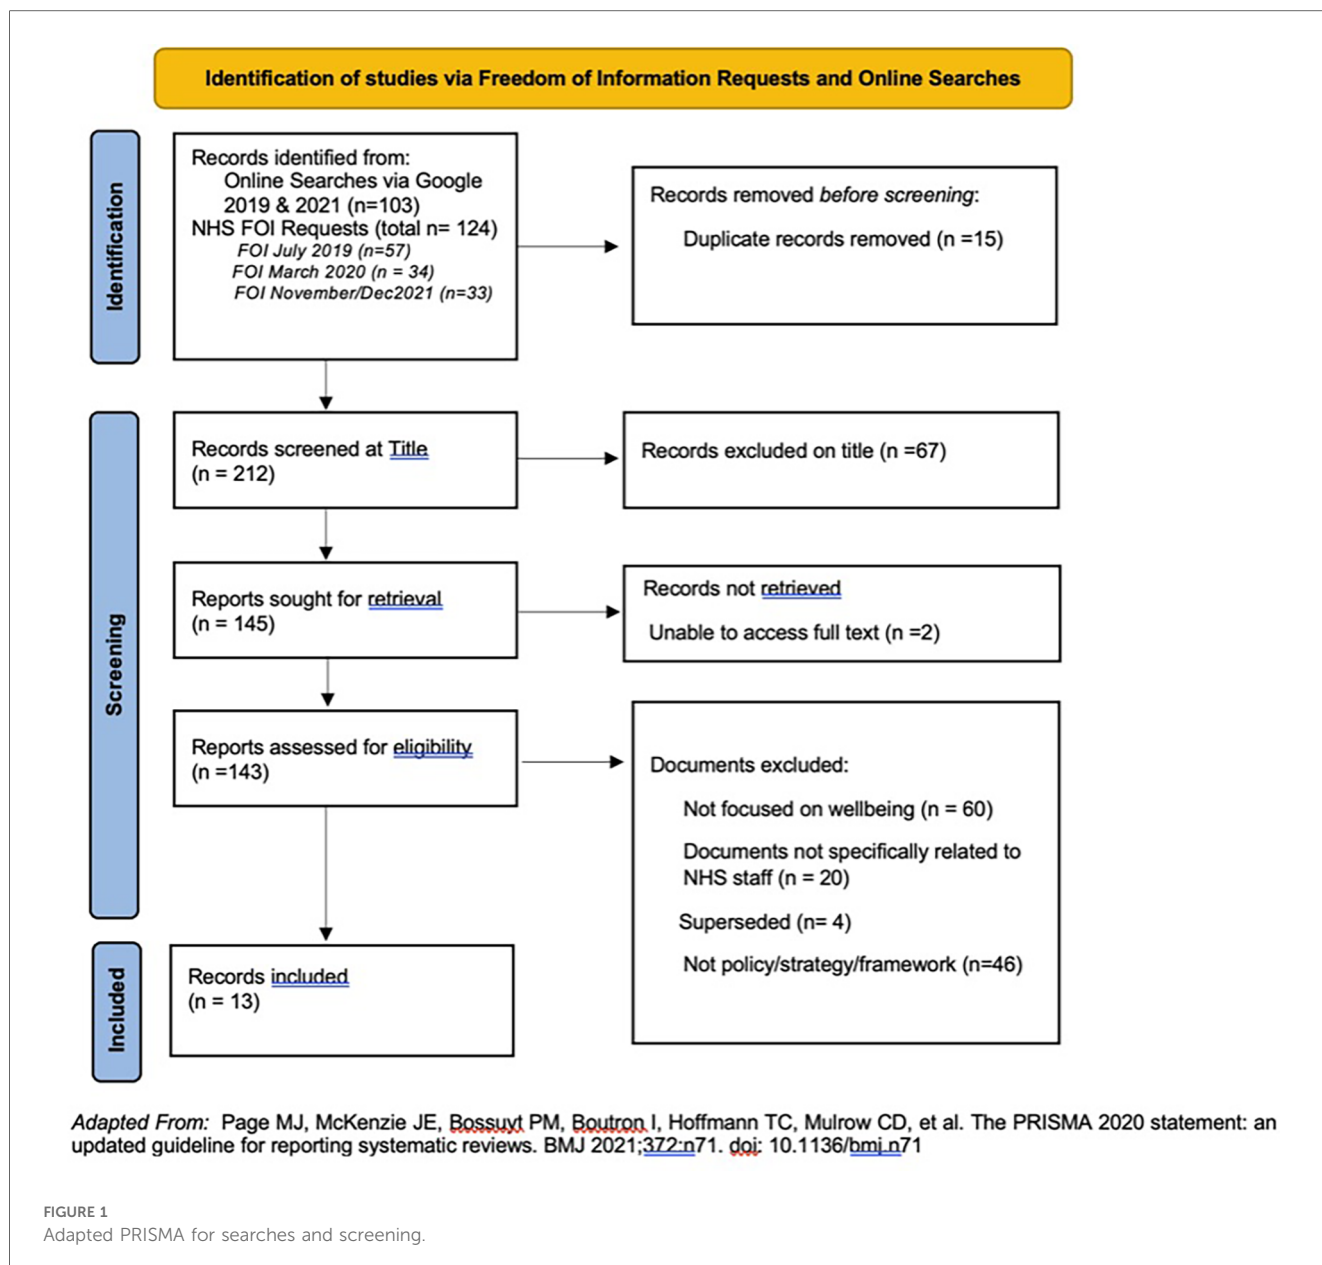 Identification of studies via Freedom of Information Requests and Online Searches
Identification
Records identified from:
Online Searches via Google
2019 & 2021 (n=103)
NHS FOI Requests (total n= 124)
FOI July 2019 (n=57)
FOI March 2020 (n = 34)
FOI November/Dec2021 (n=33)
Records removed before screening:
Duplicate records removed (n =15)
Screening
Records screened at Title
(n = 212)
Records excluded on title (n =67)
Reports sought for retrieval
(n = 145)
Records not retrieved
Unable to access full text (n =2)
Reports assessed for eligibility
(n =143)
Documents excluded:
Not focused on wellbeing (n = 60)
Documents not specifically related to
NHS staff (n = 20)
Superseded (n= 4)
Not policy/strategy/framework (n=46)
Included
Records included
(n = 13)
Adapted From: Page MJ, McKenzie JE, Bossuyt PM, Boutron I, Hoffmann TC, Mulrow CD, et al. The PRISMA 2020 statement: an
updated guideline for reporting systematic reviews. BMJ 2021;372:n71. doi: 10.1136/bmj.n71
FIGURE 1
Adapted PRISMA for searches and screening.